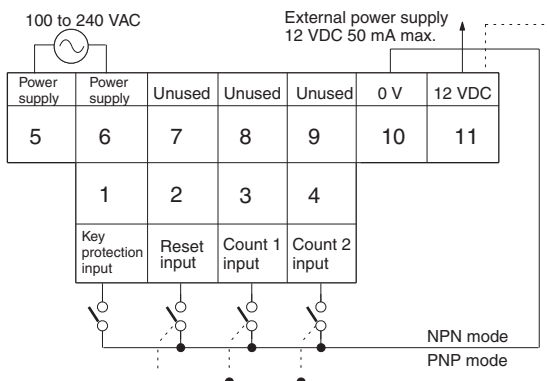 100 to 240 VAC
External power supply
12 VDC 50 mA max.
Power supply
Power supply
Unused
Unused
Unused
0 V
12 VDC
5
6
7
8
9
10
11
1
2
3
4
Key protection input
Reset input
Count 1 input
Count 2 input
NPN mode
PNP mode